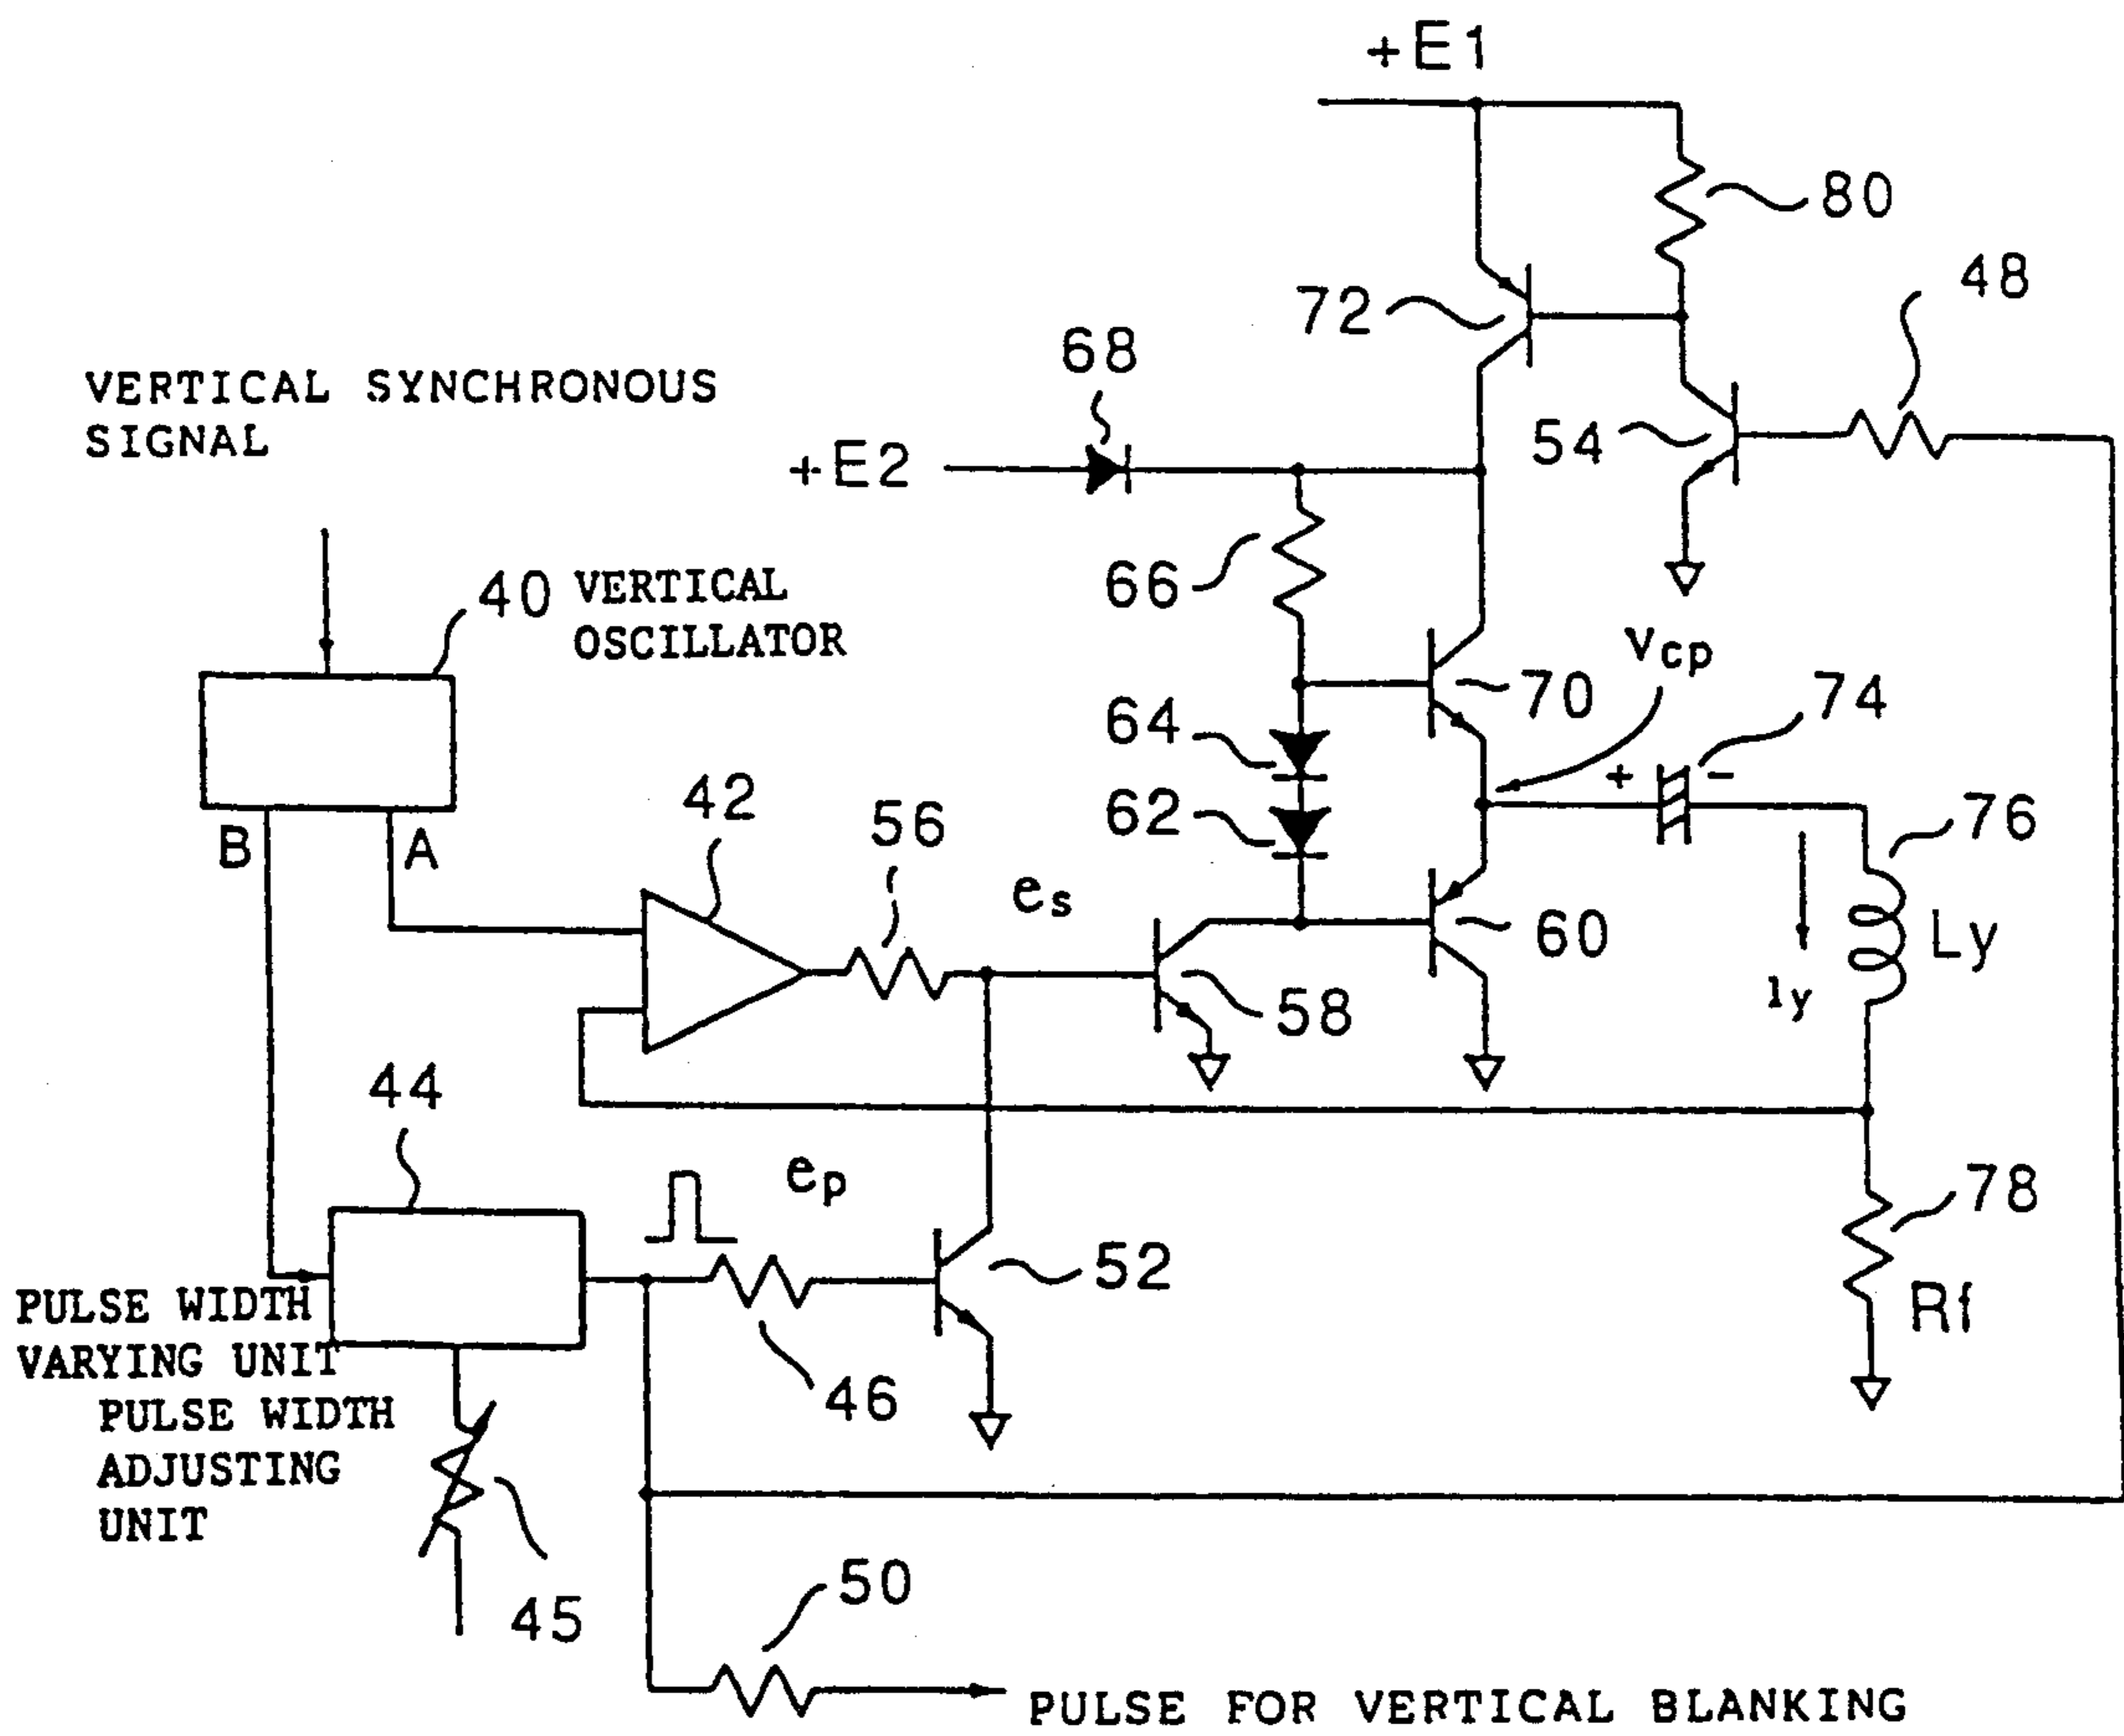 +E1
80
48
72
68
54
VERTICAL SYNCHRONOUS
SIGNAL
+E2
66
40 VERTICAL
OSCILLATOR
Vcp
70
74
64
62
76
42
56
B
A
es
60
Ly
iy
58
44
ep
78
52
Rf
PULSE WIDTH
VARYING UNIT
46
PULSE WIDTH
ADJUSTING
UNIT
45
50
PULSE FOR VERTICAL BLANKING
+
-